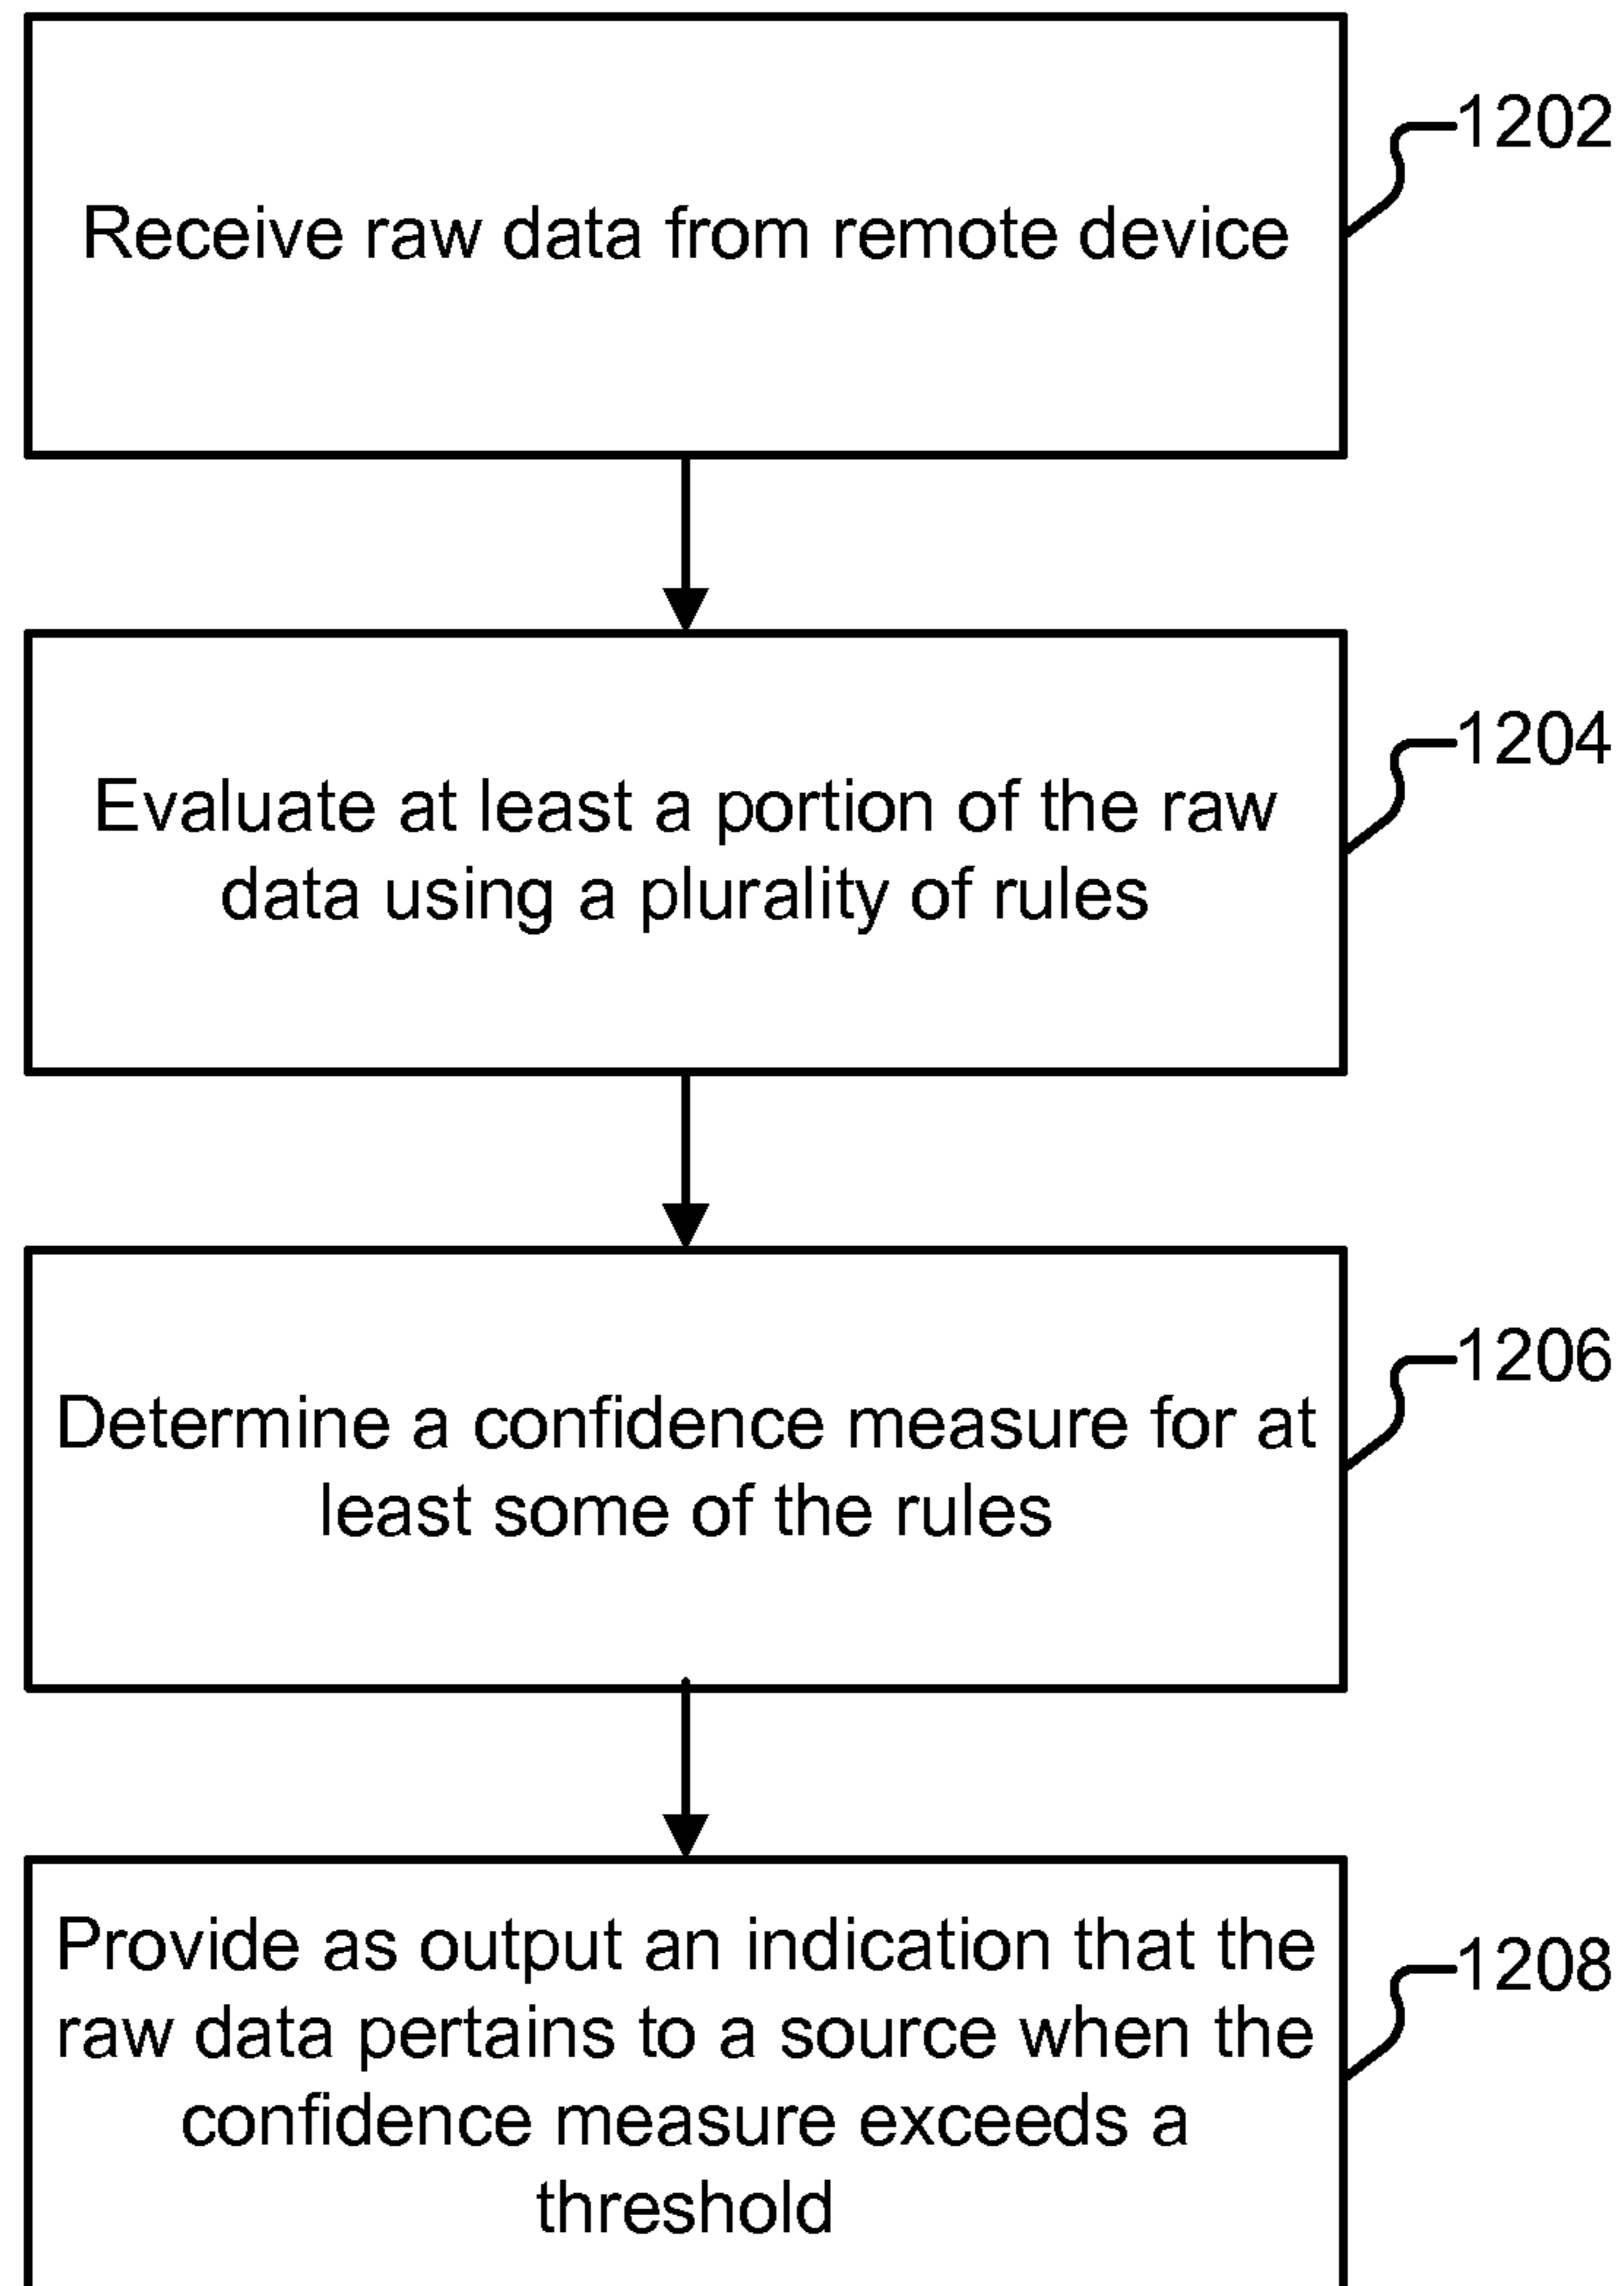 1202
Receive raw data from remote device
1204
Evaluate at least a portion of the raw
data using a plurality of rules
1206
Determine a confidence measure for at
least some of the rules
1208
Provide as output an indication that the
raw data pertains to a source when the
confidence measure exceeds a
threshold